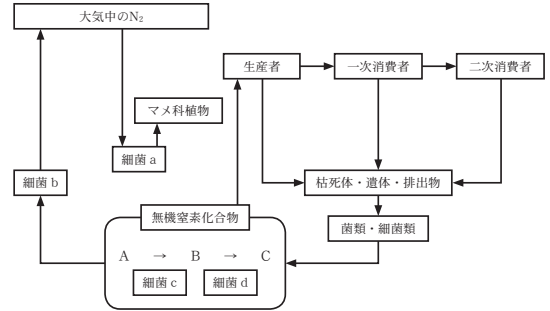 大気中のN₂
生産者
一次消費者
二次消費者
マメ科植物
細菌 a
細菌 b
枯死体・遺体・排出物
無機窒素化合物
菌類・細菌類
A → B → C
細菌 c
細菌 d